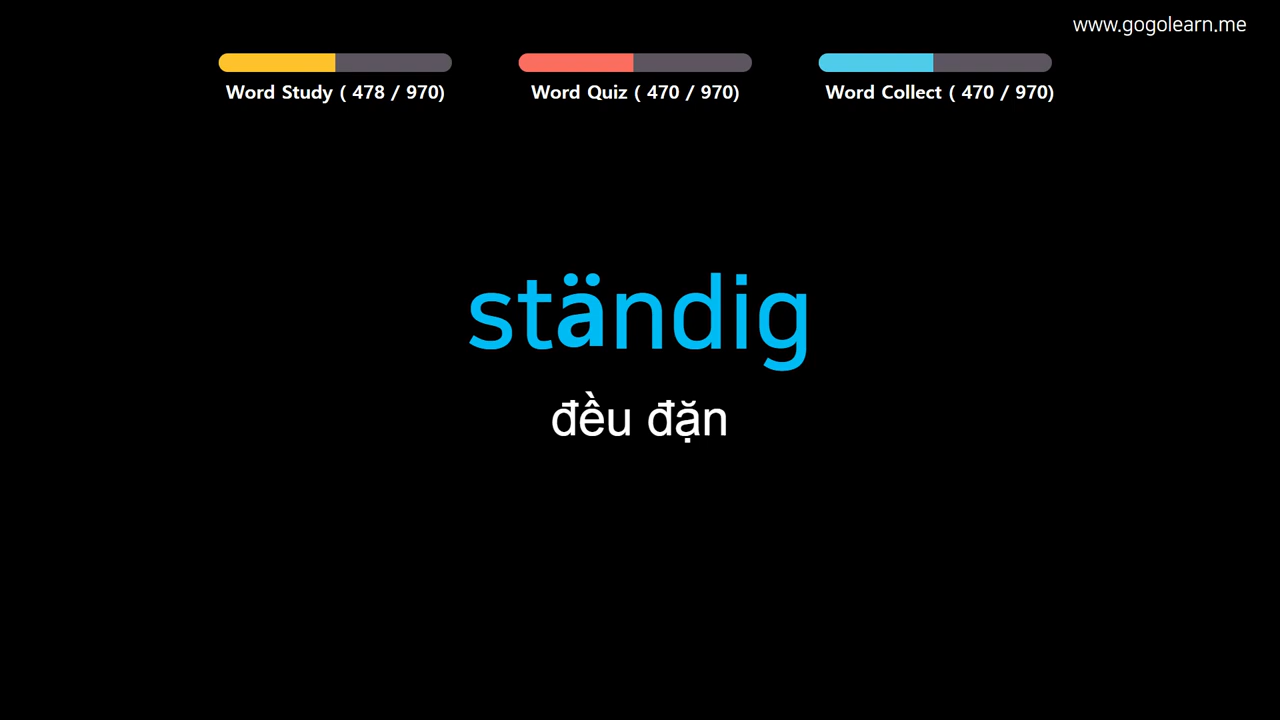 www.gogolearn.me
Word Study ( 478 / 970)
Word Quiz ( 470 / 970)
Word Collect ( 470 / 970)
ständig
đều đặn